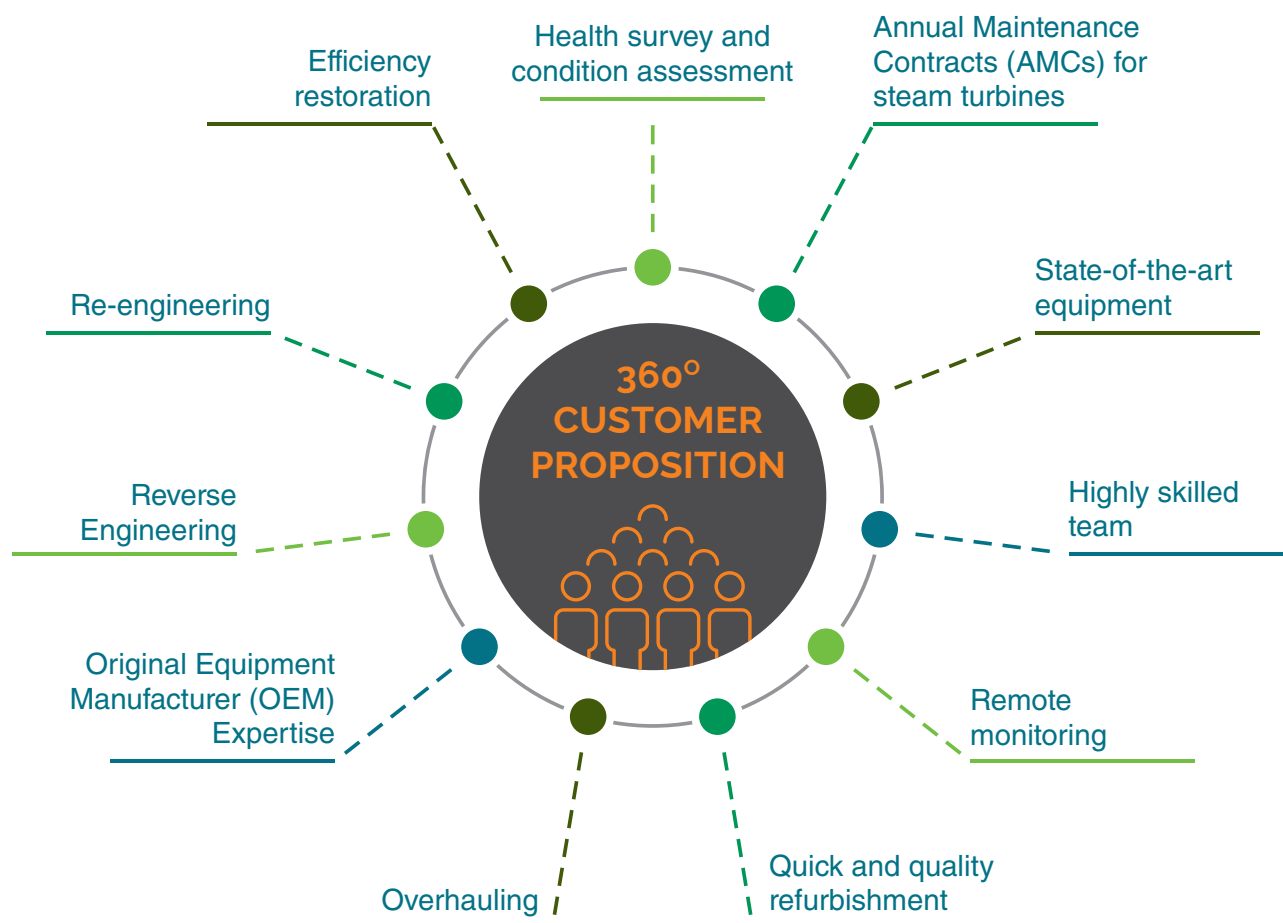 Health survey and
condition assessment
Annual Maintenance
Contracts (AMCs) for
steam turbines
State-of-the-art
equipment
Highly skilled
team
Remote
monitoring
Quick and quality
refurbishment
Overhauling
Original Equipment
Manufacturer (OEM)
Expertise
Reverse
Engineering
Re-engineering
Efficiency
restoration
360°
CUSTOMER
PROPOSITION